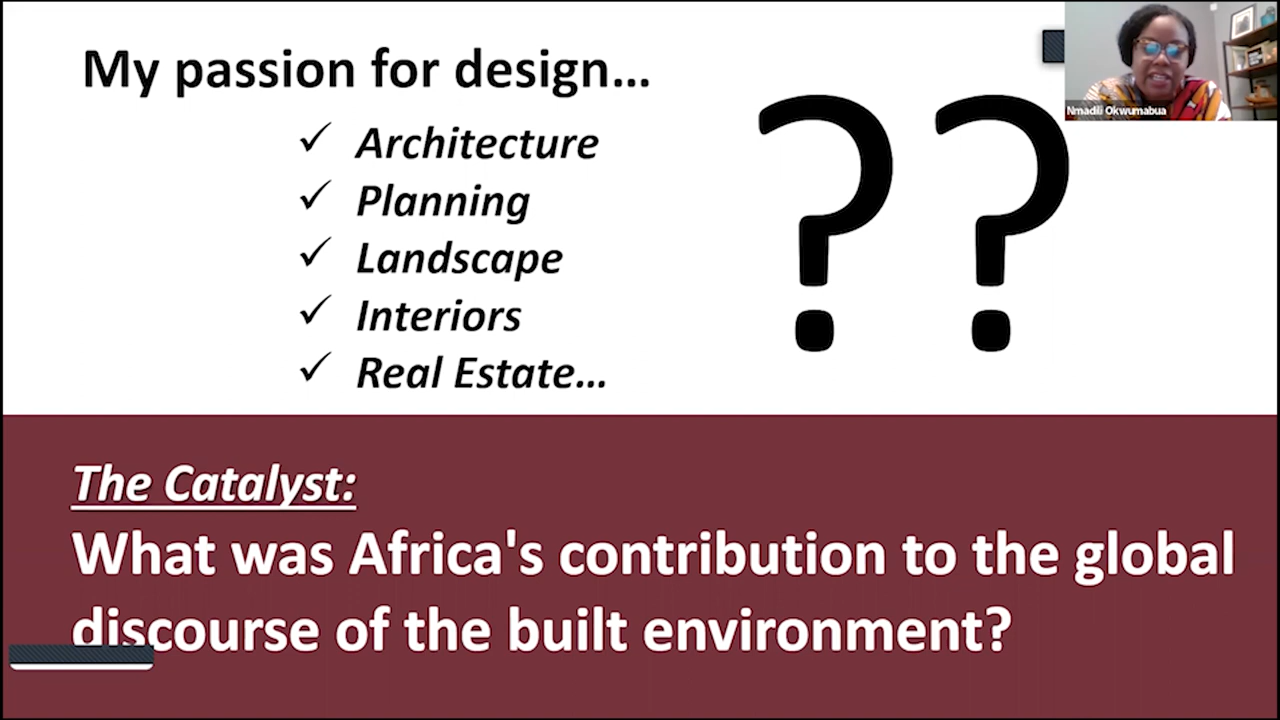 My passion for design...
✓ Architecture
✓ Planning
✓ Landscape
✓ Interiors
✓ Real Estate...
??
Nmadili Okwumabua
The Catalyst:
What was Africa's contribution to the global
discourse of the built environment?